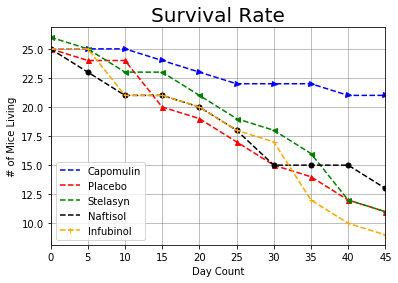 Survival Rate
# of Mice Living
25.0
22.5
20.0
17.5
15.0
12.5
10.0
Capomulin
Placebo
Stelasyn
Naftisol
Infubinol
0 5 10 15 20 25 30 35 40 45
Day Count